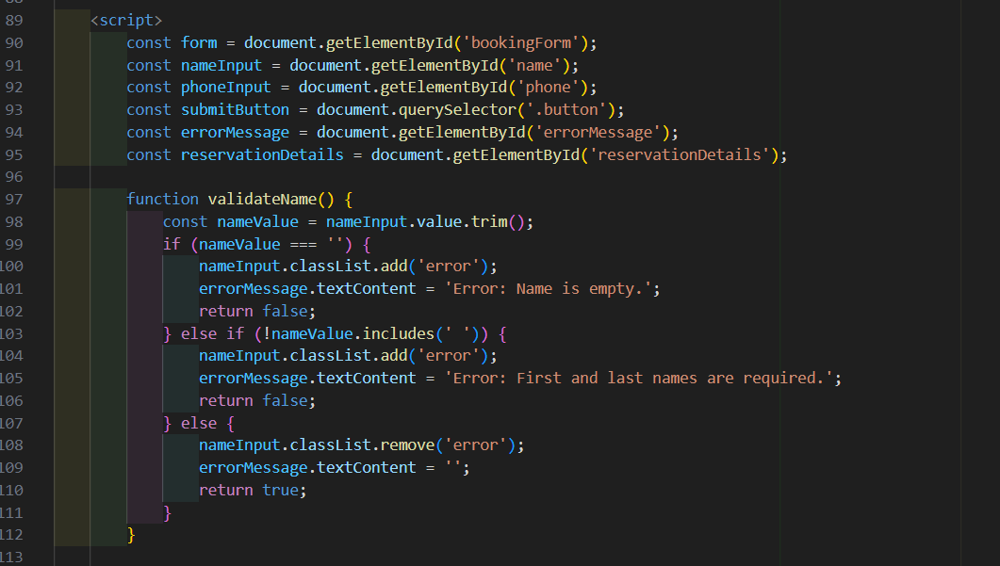 89 <script>
90 const form = document.getElementById('bookingForm');
91 const nameInput = document.getElementById('name');
92 const phoneInput = document.getElementById('phone');
93 const submitButton = document.querySelector('.button');
94 const errorMessage = document.getElementById('errorMessage');
95 const reservationDetails = document.getElementById('reservationDetails');
96
97 function validateName() {
98 const nameValue = nameInput.value.trim();
99 if (nameValue === '') {
100 nameInput.classList.add('error');
101 errorMessage.textContent = 'Error: Name is empty.';
102 return false;
103 } else if (!nameValue.includes(' ')) {
104 nameInput.classList.add('error');
105 errorMessage.textContent = 'Error: First and last names are required.';
106 return false;
107 } else {
108 nameInput.classList.remove('error');
109 errorMessage.textContent = '';
110 return true;
111 }
112 }
113